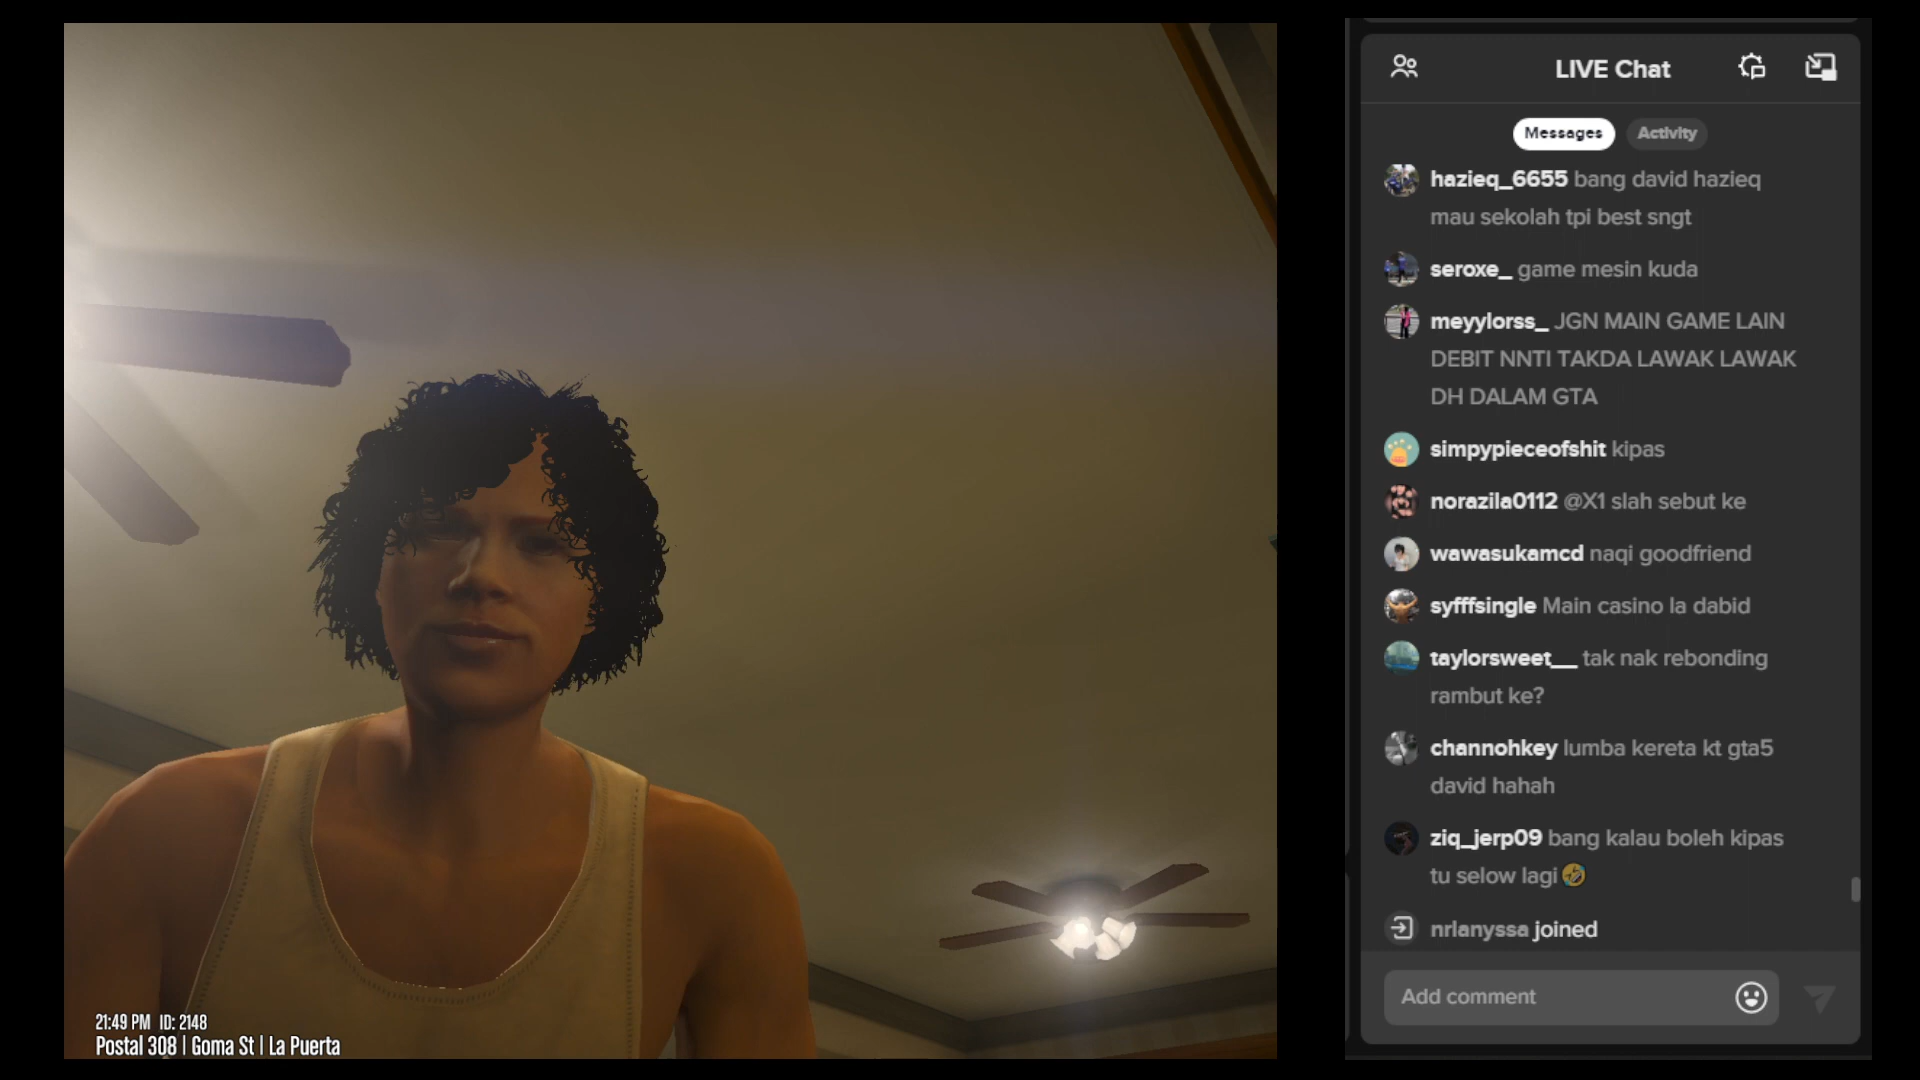 21:49 PM ID: 2148
Postal 308 | Goma St | La Puerta
LIVE Chat
Messages Activity
hazieq_6655 bang david hazieq
mau sekolah tpi best sngt
seroxe_ game mesin kuda
meyylorss_ JGN MAIN GAME LAIN
DEBIT NNTI TAKDA LAWAK LAWAK
DH DALAM GTA
simpypieceofshit kipas
norazila0112 @X1 slah sebut ke
wawasukamcd naqi goodfriend
syfffsingle Main casino la dabid
taylorsweet__ tak nak rebonding
rambut ke?
channohkey lumba kereta kt gta5
david hahah
ziq_jerp09 bang kalau boleh kipas
tu selow lagi🤣
nrlanyssa joined
Add comment